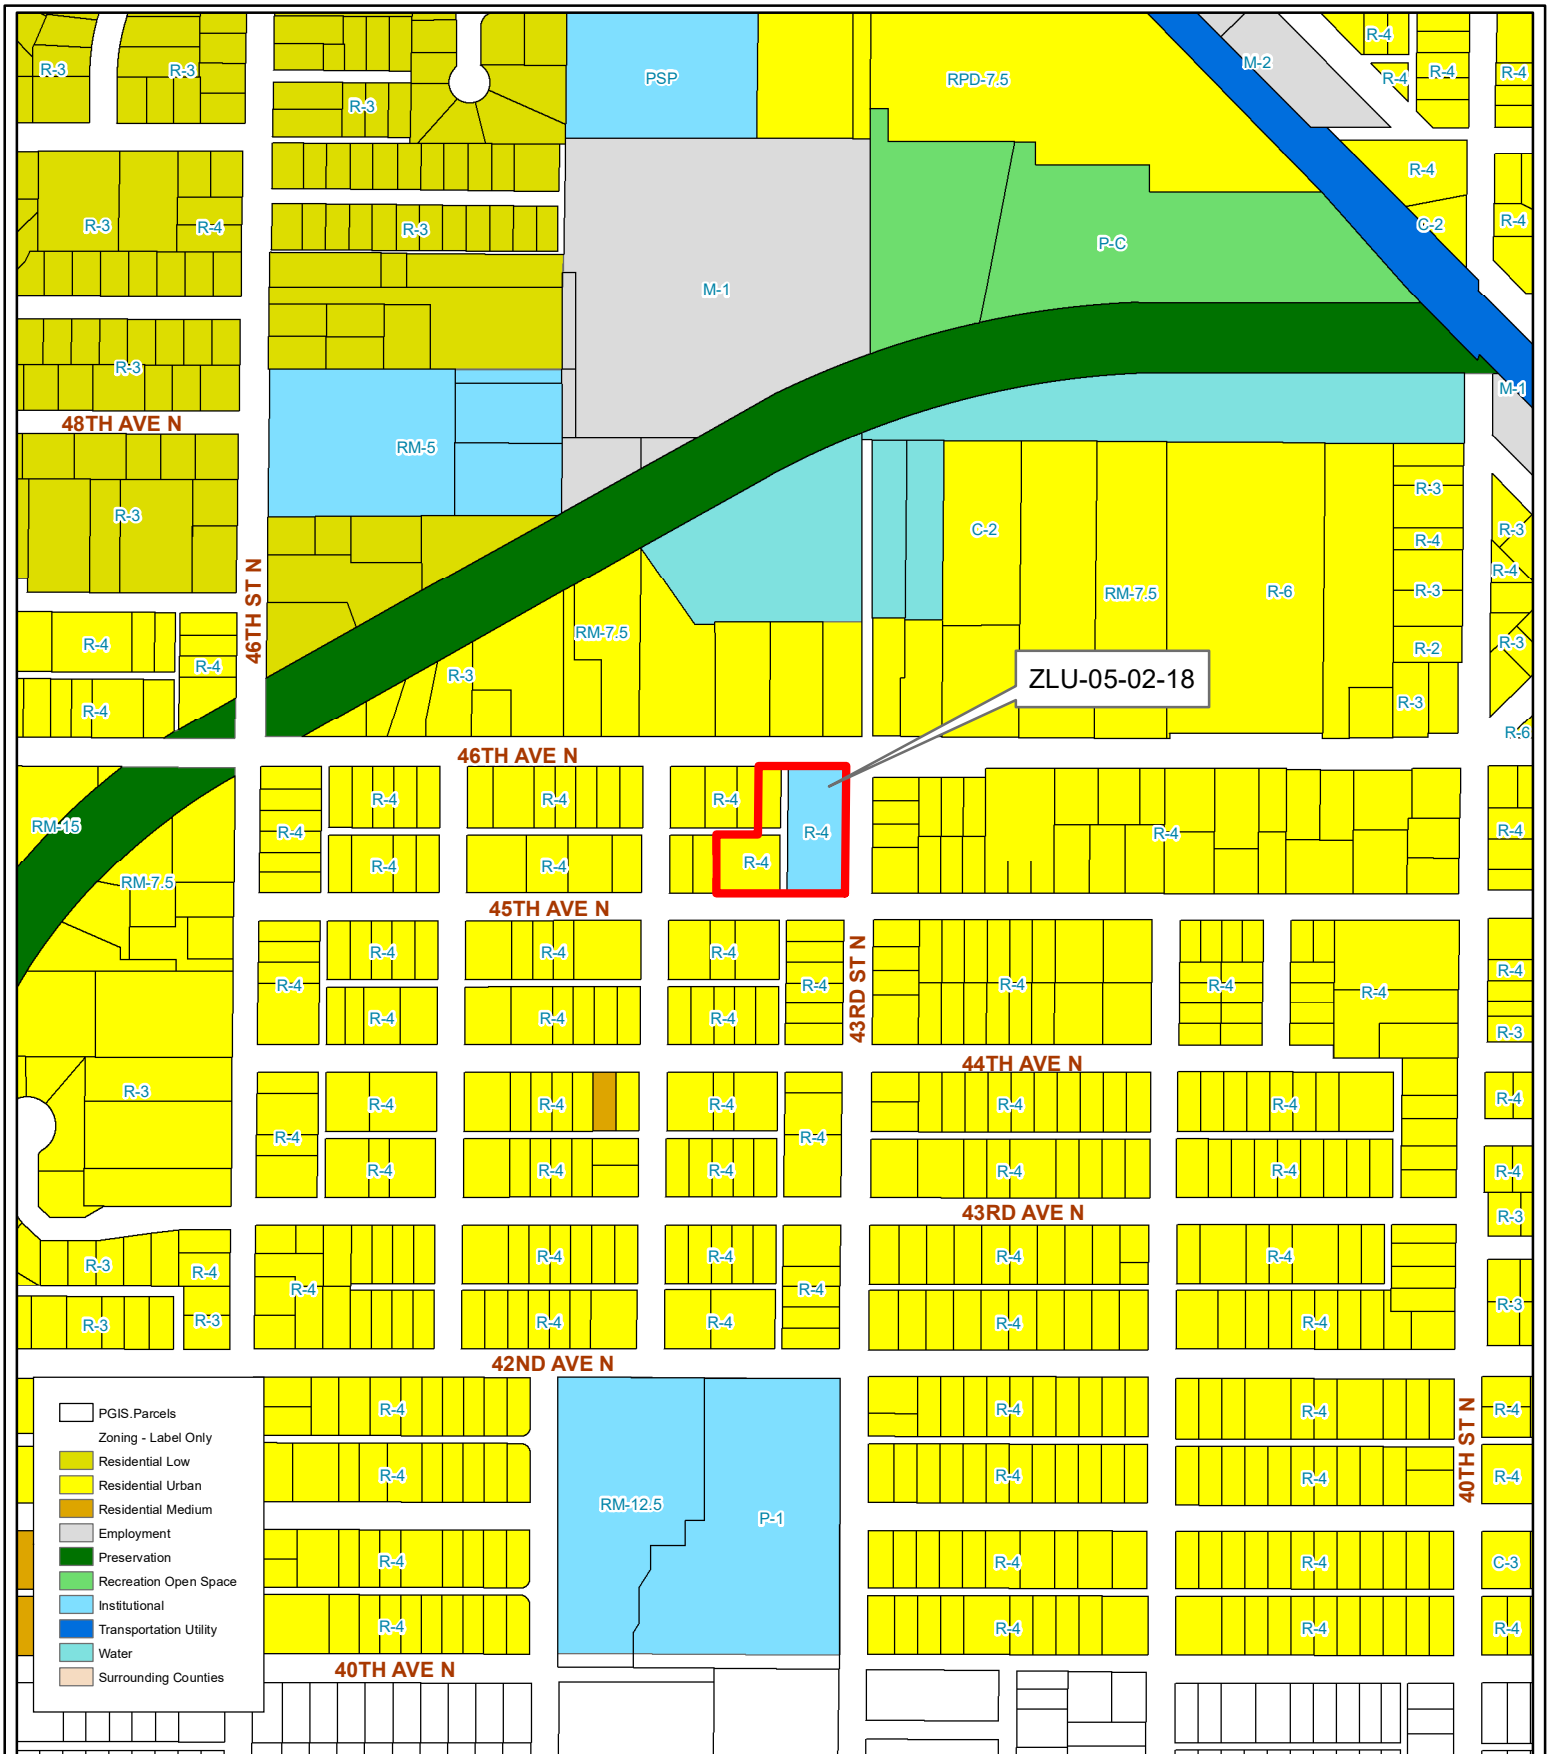 R-4
M-2
R-3
R-3
PSP
RPD-7.5
R-4
R-4
R-4
R-3
R-4
R-3
R-4
R-3
C-2
R-4
P-C
M-1
R-3
M-1
48TH AVE N
RM-5
R-3
R-3
C-2
R-3
R-4
R-4
46TH ST N
RM-7.5
R-6
R-3
RM-7.5
R-4
R-2
R-3
R-4
R-3
ZLU-05-02-18
R-4
R-3
R-6
46TH AVE N
R-4
R-4
R-4
RM-15
R-4
R-4
R-4
R-4
R-4
R-4
R-4
RM-7.5
45TH AVE N
R-4
R-4
R-4
43RD ST N
R-4
R-4
R-4
R-4
R-4
R-4
R-4
R-4
R-4
R-3
44TH AVE N
R-3
R-4
R-4
R-4
R-4
R-4
R-4
R-4
R-4
R-4
R-4
R-4
R-4
R-4
R-4
43RD AVE N
R-3
R-4
R-4
R-4
R-4
R-3
R-4
R-4
R-4
R-3
R-3
R-3
R-4
R-4
R-4
R-4
42ND AVE N
R-4
R-4
R-4
R-4
40TH ST N
R-4
R-4
R-4
R-4
RM-12.5
P-1
R-4
R-4
R-4
C-3
R-4
R-4
R-4
R-4
40TH AVE N
PGIS.Parcels
Zoning - Label Only
Residential Low
Residential Urban
Residential Medium
Employment
Preservation
Recreation Open Space
Institutional
Transportation Utility
Water
Surrounding Counties